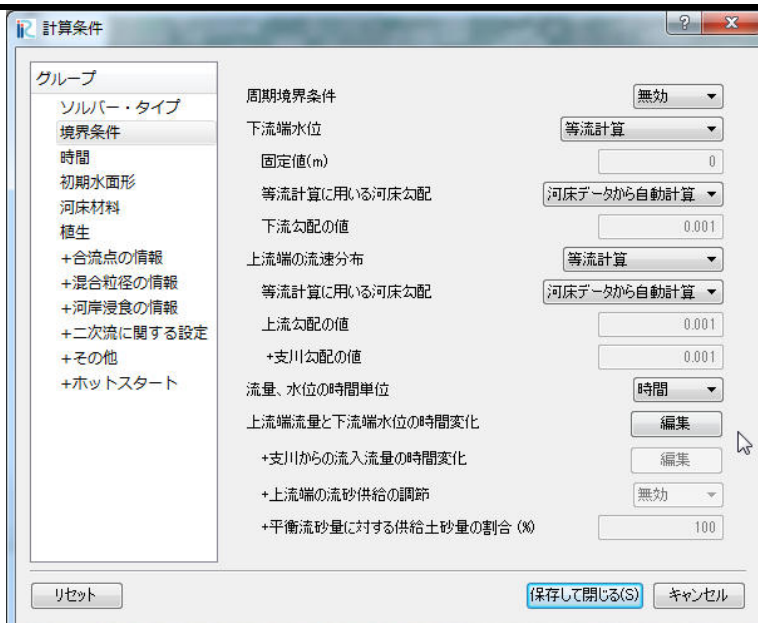 計算条件
グループ
ソルバー・タイプ
境界条件
時間
初期水面形
河床材料
植生
+合流点の情報
+混合粒径の情報
+河岸浸食の情報
+二次流に関する設定
+その他
+ホットスタート
周期境界条件 無効
下流端水位 等流計算
固定値(m) 0
等流計算に用いる河床勾配 河床データから自動計算
下流勾配の値 0.001
上流端の流速分布 等流計算
等流計算に用いる河床勾配 河床データから自動計算
上流勾配の値 0.001
+支川勾配の値 0.001
流量、水位の時間単位 時間
上流端流量と下流端水位の時間変化 編集
+支川からの流入流量の時間変化 編集
+上流端の流砂供給の調節 無効
+平衡流砂量に対する供給土砂量の割合 (%) 100
リセット 保存して閉じる(S) キャンセル